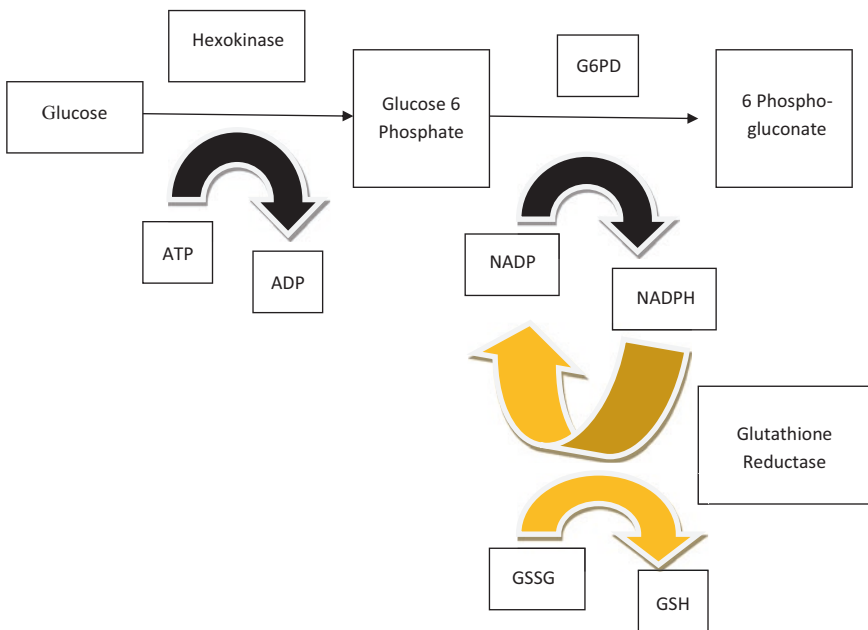 Hexokinase
G6PD
Glucose
Glucose 6
Phosphate
6 Phospho-
gluconate
ATP
ADP
NADP
NADPH
Glutathione
Reductase
GSSG
GSH